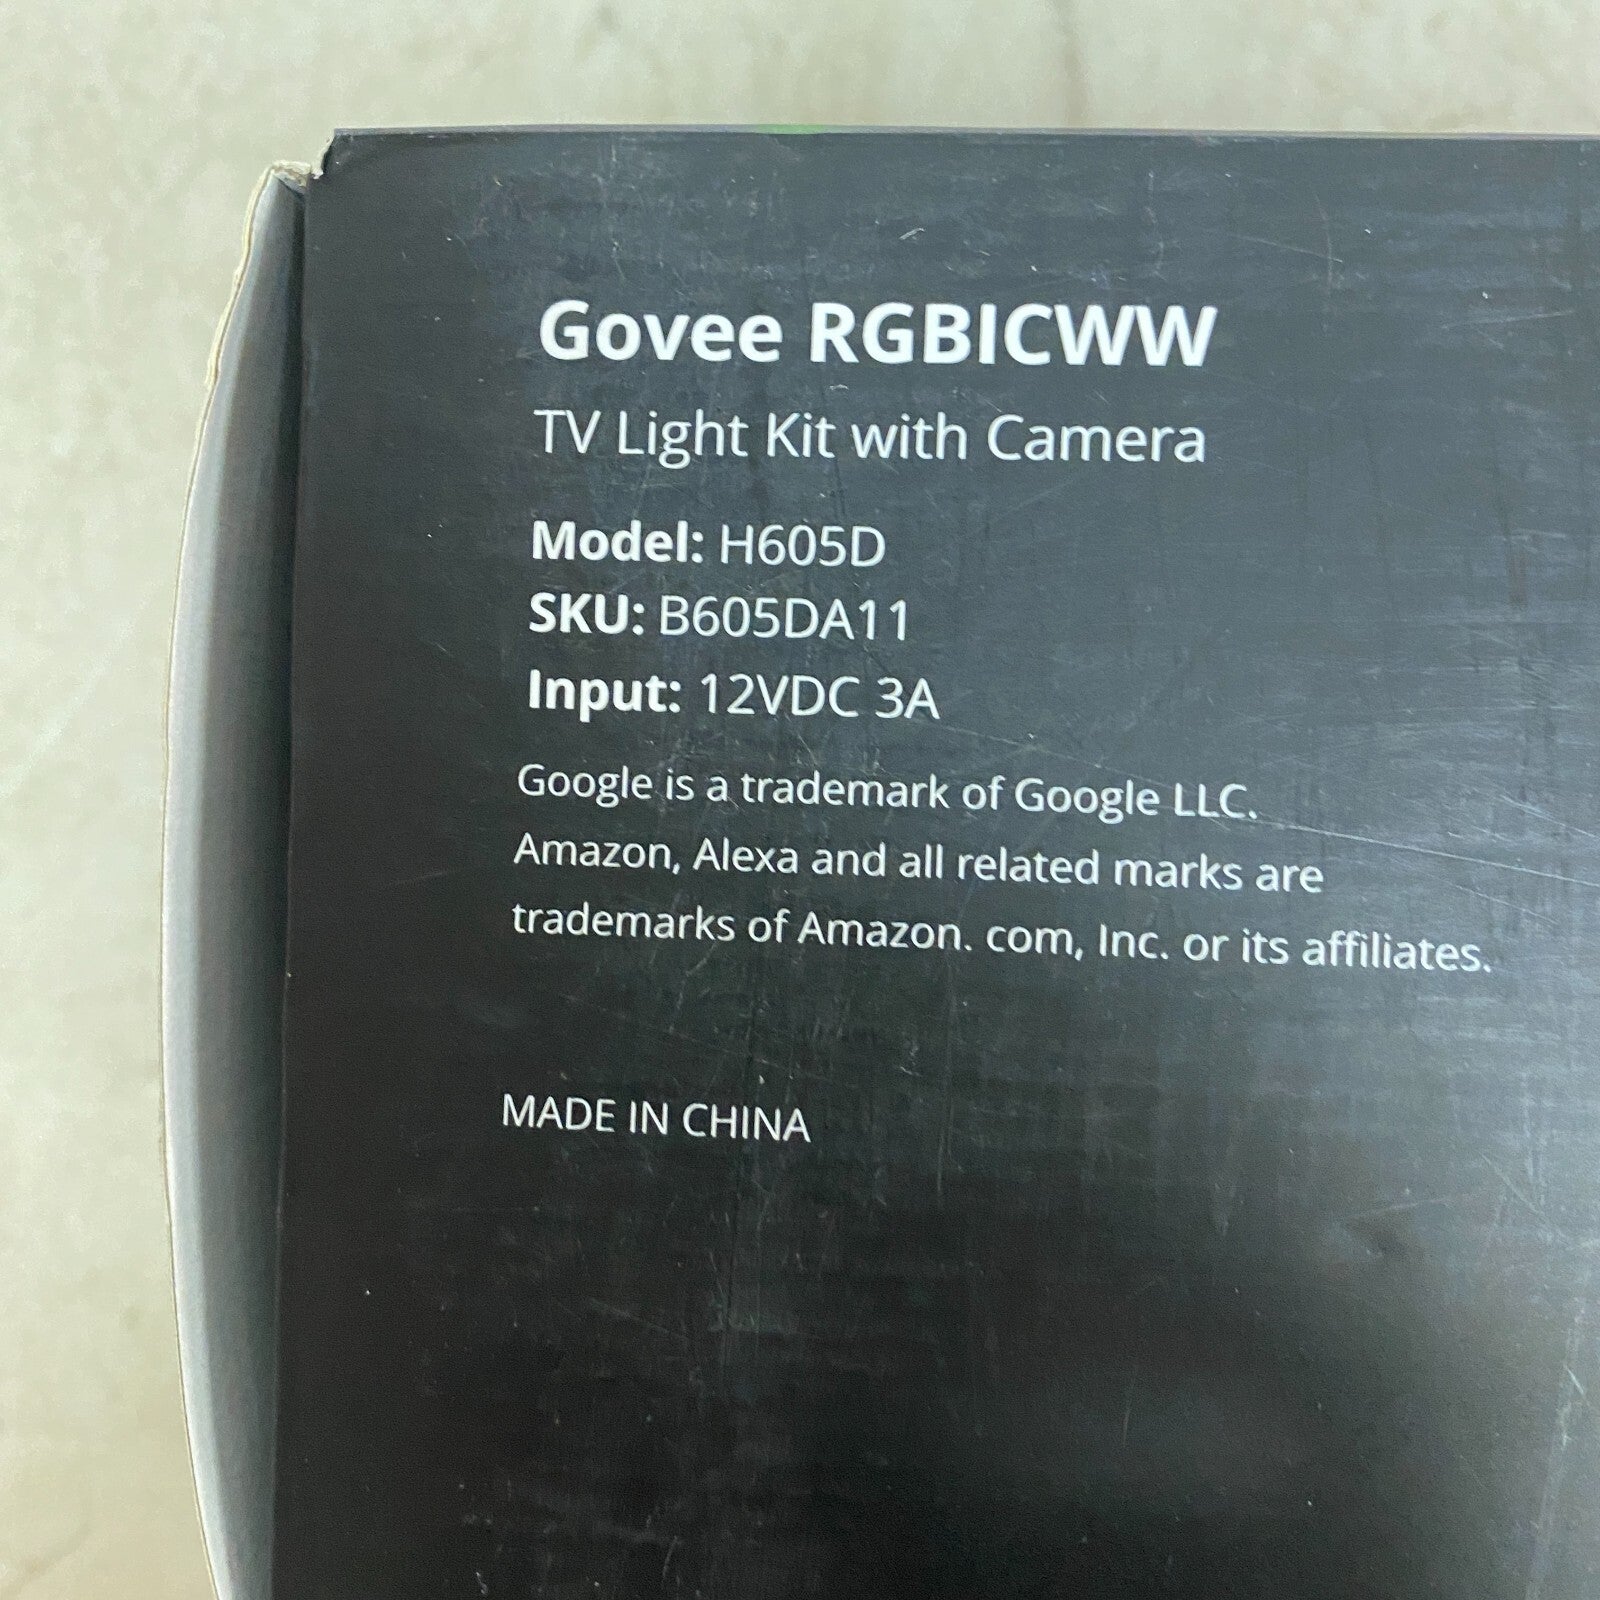 Govee RGBICWW
TV Light Kit with Camera
Model: H605D
SKU: B605DA11
Input: 12VDC 3A
Google is a trademark of Google LLC.
Amazon, Alexa and all related marks are
trademarks of Amazon. com, Inc. or its affiliates.
MADE IN CHINA